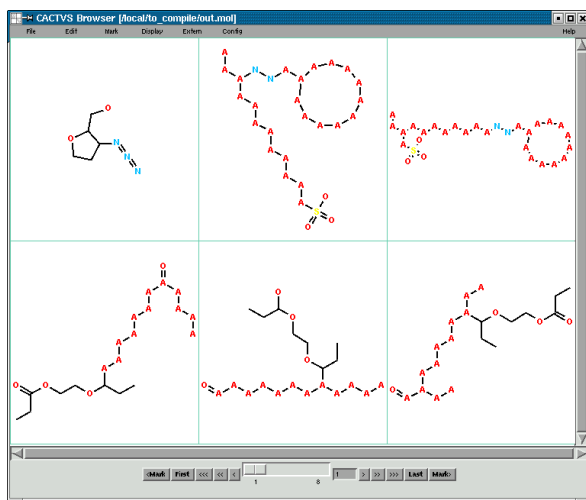 CACTVS Browser [/local/to_compile/out.mol]
File Edit Mark Display Extern Config Help
O O N N N
A A A N N A A A A A A A A A A A A A A A A A A A A A A A S O O O
A A A A A A A A A A A N N A A A A A A A A A A A A S O O O
O A A A A A A A A A A A A O O O
O O O O A A A A A A A A A A A A
A A A A A A A A A A A A O O O O
<Mark First <<< << < 1 > >> >>> Last Mark>
1 8